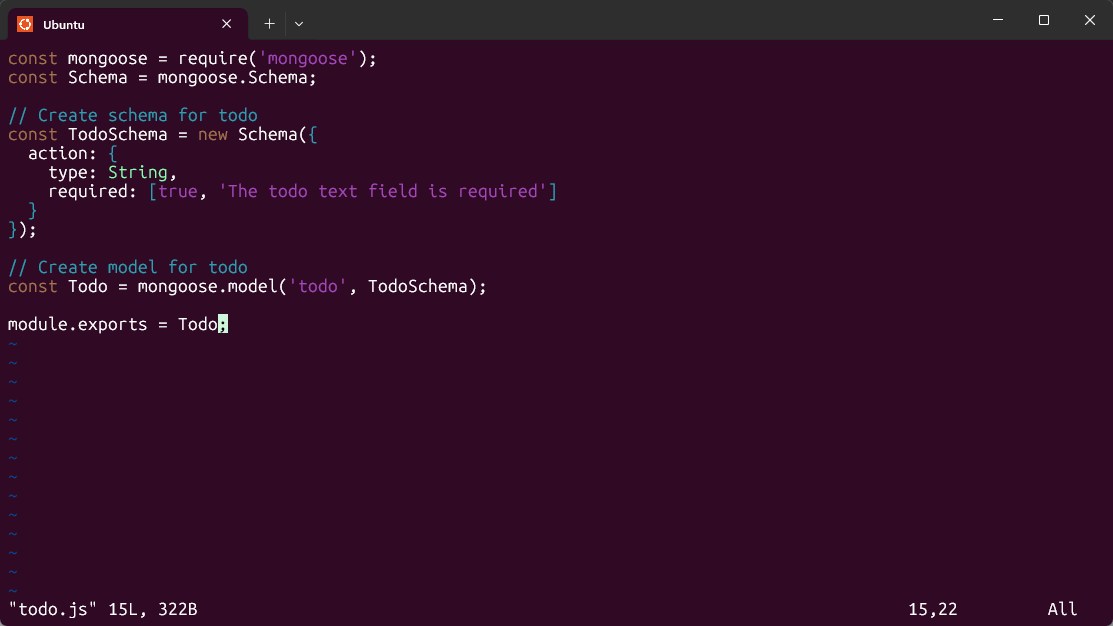 Ubuntu
const mongoose = require('mongoose');
const Schema = mongoose.Schema;

// Create schema for todo
const TodoSchema = new Schema({
  action: {
    type: String,
    required: [true, 'The todo text field is required']
  }
});

// Create model for todo
const Todo = mongoose.model('todo', TodoSchema);

module.exports = Todo;
~
~
~
~
~
~
~
~
~
~
~
~
~
~
"todo.js" 15L, 322B 15,22 All